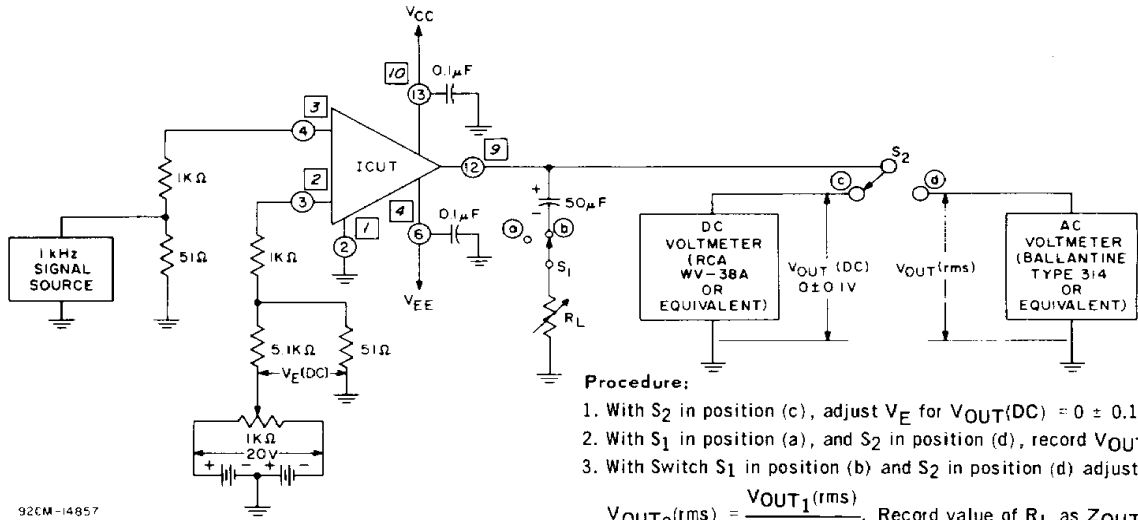 VCC
10
0.1µF
13
3
4
ICUT
2
3
9
12
1
2
4
6
0.1µF
VEE
1KΩ
51Ω
1 kHz
SIGNAL
SOURCE
1KΩ
5.1KΩ
51Ω
VE(DC)
1KΩ
20V
+ - + -
+
50µF
-
a
b
S1
RL
S2
c
d
DC
VOLTMETER
(RCA
WV-38A
OR
EQUIVALENT)
VOUT (DC)
0±0.1V
VOUT(rms)
AC
VOLTMETER
(BALLANTINE
TYPE 314
OR
EQUIVALENT)
Procedure:
1. With S2 in position (c), adjust VE for VOUT(DC) = 0 ± 0.1
2. With S1 in position (a), and S2 in position (d), record
3. With Switch S1 in position (b) and S2 in position (d) adjust
VOUT1(rms)
Record value of RL as
92CM-14857